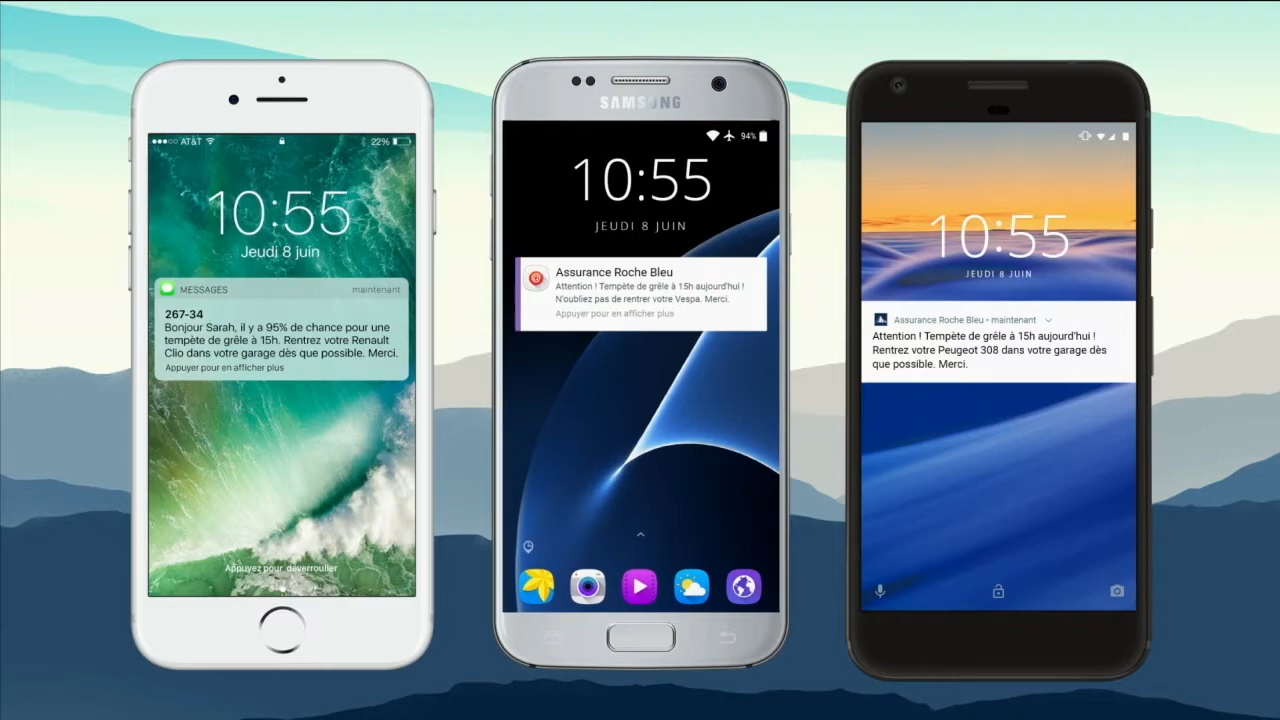 AT&T
22%
10:55
Jeudi 8 juin
MESSAGES maintenant
267-34
Bonjour Sarah, il y a 95% de chance pour une
tempête de grêle à 15h. Rentrez votre Renault
Clio dans votre garage dès que possible. Merci.
Appuyez pour en afficher plus
Appuyez pour déverrouiller
SAMSUNG
94%
10:55
JEUDI 8 JUIN
Assurance Roche Bleu
Attention ! Tempète de grêle à 15h aujourd'hui !
N'oubliez pas de rentrer votre Vespa. Merci.
Appuyer pour en afficher plus
10:55
JEUDI 8 JUIN
Assurance Roche Bleu • maintenant
Attention ! Tempète de grêle à 15h aujourd'hui !
Rentrez votre Peugeot 308 dans votre garage dès
que possible. Merci.